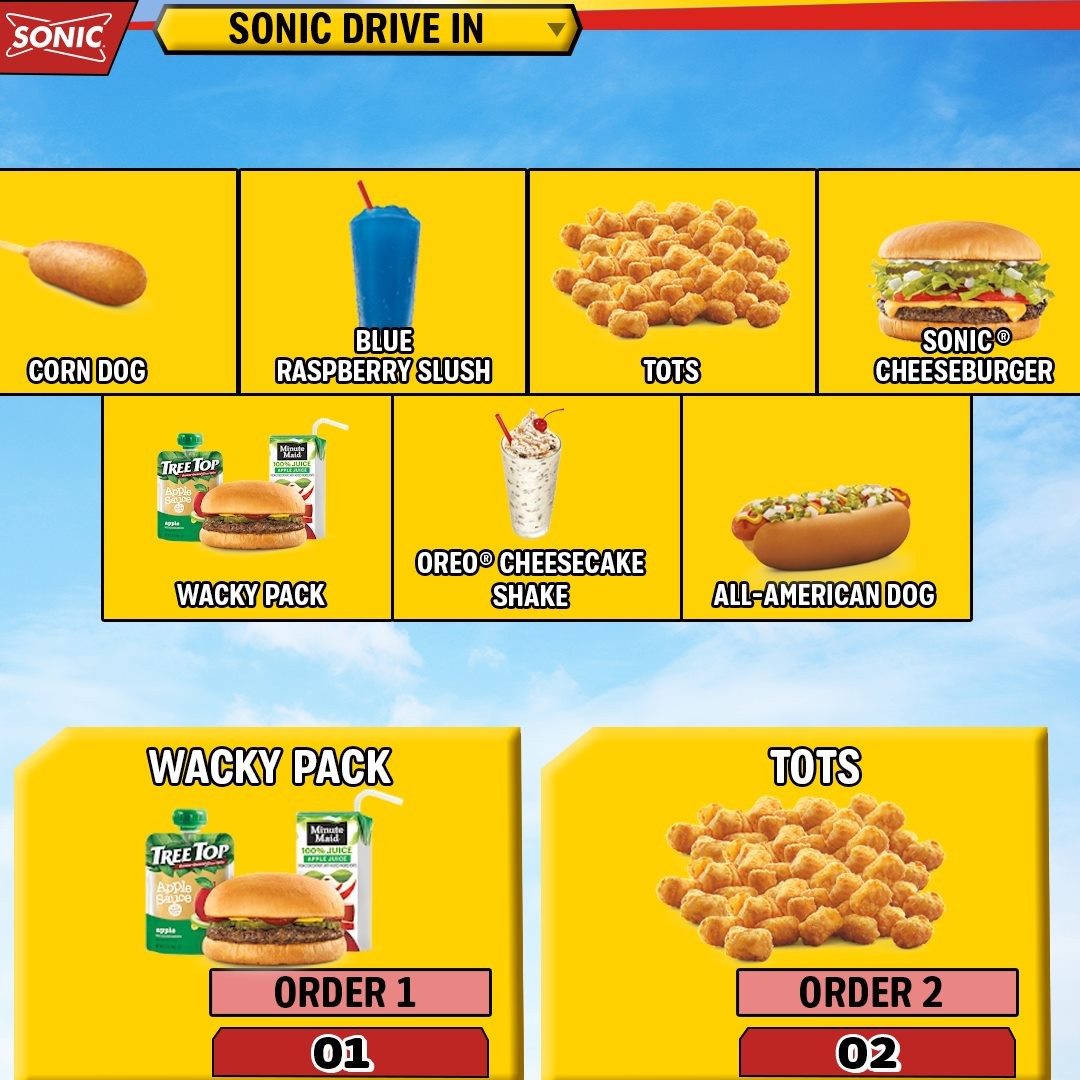 SONIC
SONIC DRIVE IN
CORN DOG
BLUE
RASPBERRY SLUSH
TOTS
SONIC®
CHEESEBURGER
TREE TOP
Apple
Sauce
apple
Minute
Maid
100% JUICE
APPLE JUICE
WACKY PACK
OREO® CHEESECAKE
SHAKE
ALL-AMERICAN DOG
WACKY PACK
TREE TOP
Apple
Sauce
apple
Minute
Maid
100% JUICE
APPLE JUICE
ORDER 1
01
TOTS
ORDER 2
02